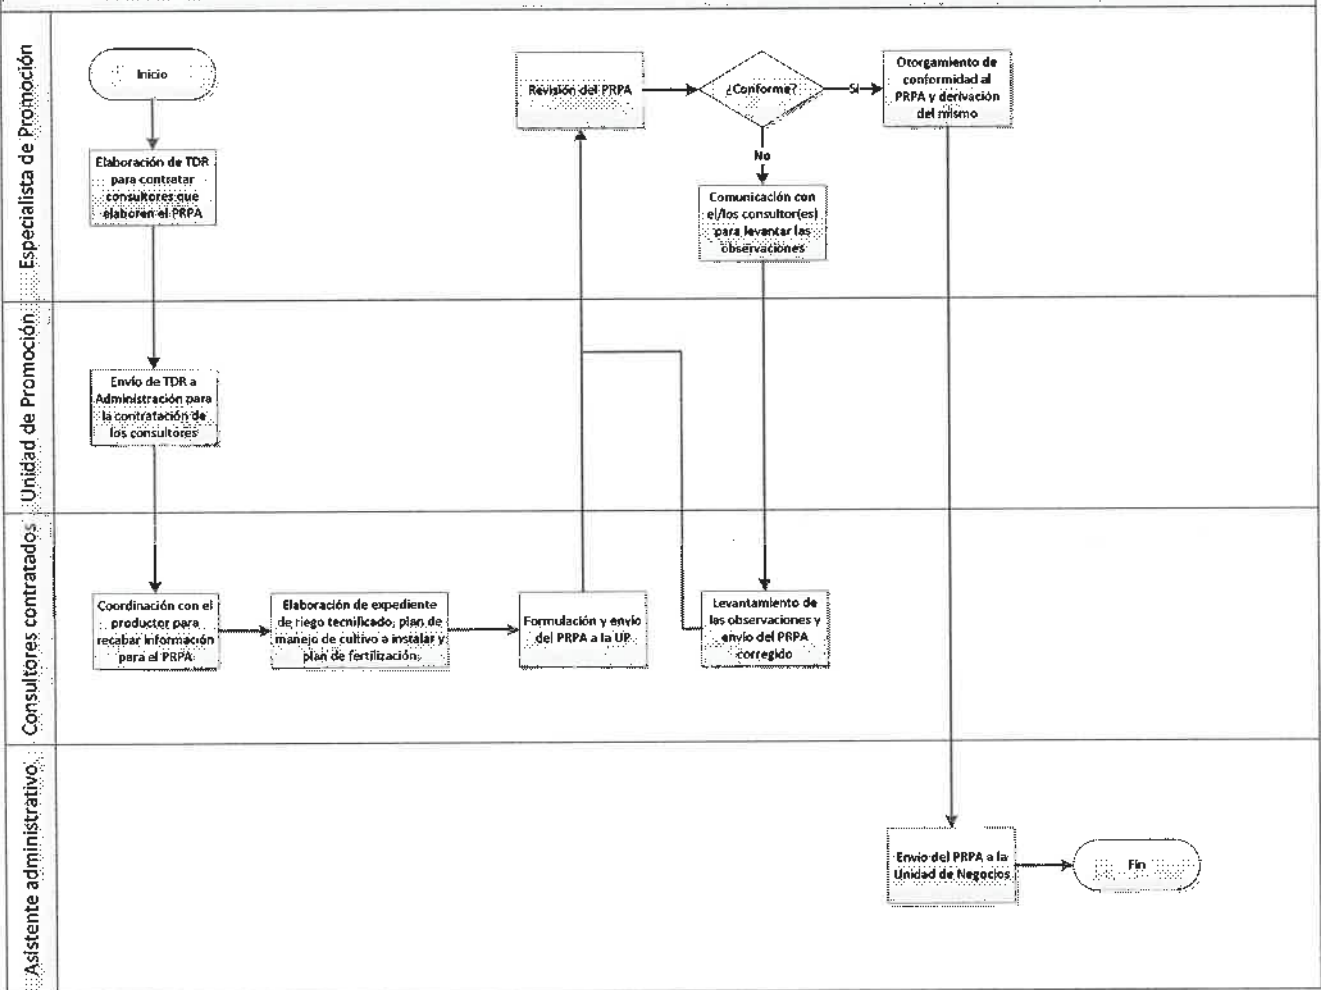 Especialista de Promoción
Inicio
Elaboración de TDR
para contratar
consultores que
elaboren el PRPA
Revisión del PRPA
¿Conforme?
Sí
Otorgamiento de
conformidad al
PRPA y derivación
del mismo
No
Comunicación con
el/los consultor(es)
para levantar las
observaciones
Unidad de Promoción
Envío de TDR a
Administración para
la contratación de
los consultores
Consultores contratados
Coordinación con el
productor para
recabar información
para el PRPA
Elaboración de expediente
de riego tecnificado, plan de
manejo de cultivo a instalar y
plan de fertilización
Formulación y envío
del PRPA a la UP
Levantamiento de
las observaciones y
envío del PRPA
corregido
Asistente administrativo
Envío del PRPA a la
Unidad de Negocios
Fin